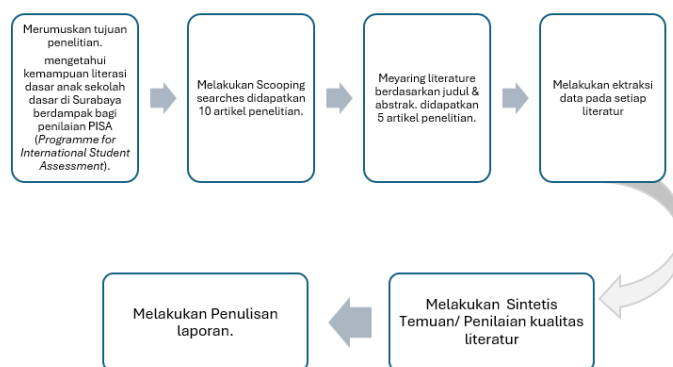 Merumuskan tujuan
penelitian.
mengetahui
kemampuan literasi
dasar anak sekolah
dasar di Surabaya
berdampak bagi
penilaian PISA
(Programme for
International Student
Assessment).
Melakukan Scooping
searches didapatkan
10 artikel penelitian.
Meyaring literature
berdasarkan judul &
abstrak. didapatkan
5 artikel penelitian.
Melakukan ektraksi
data pada setiap
literatur
Melakukan Sintetis
Temuan/ Penilaian kualitas
literatur
Melakukan Penulisan
laporan.